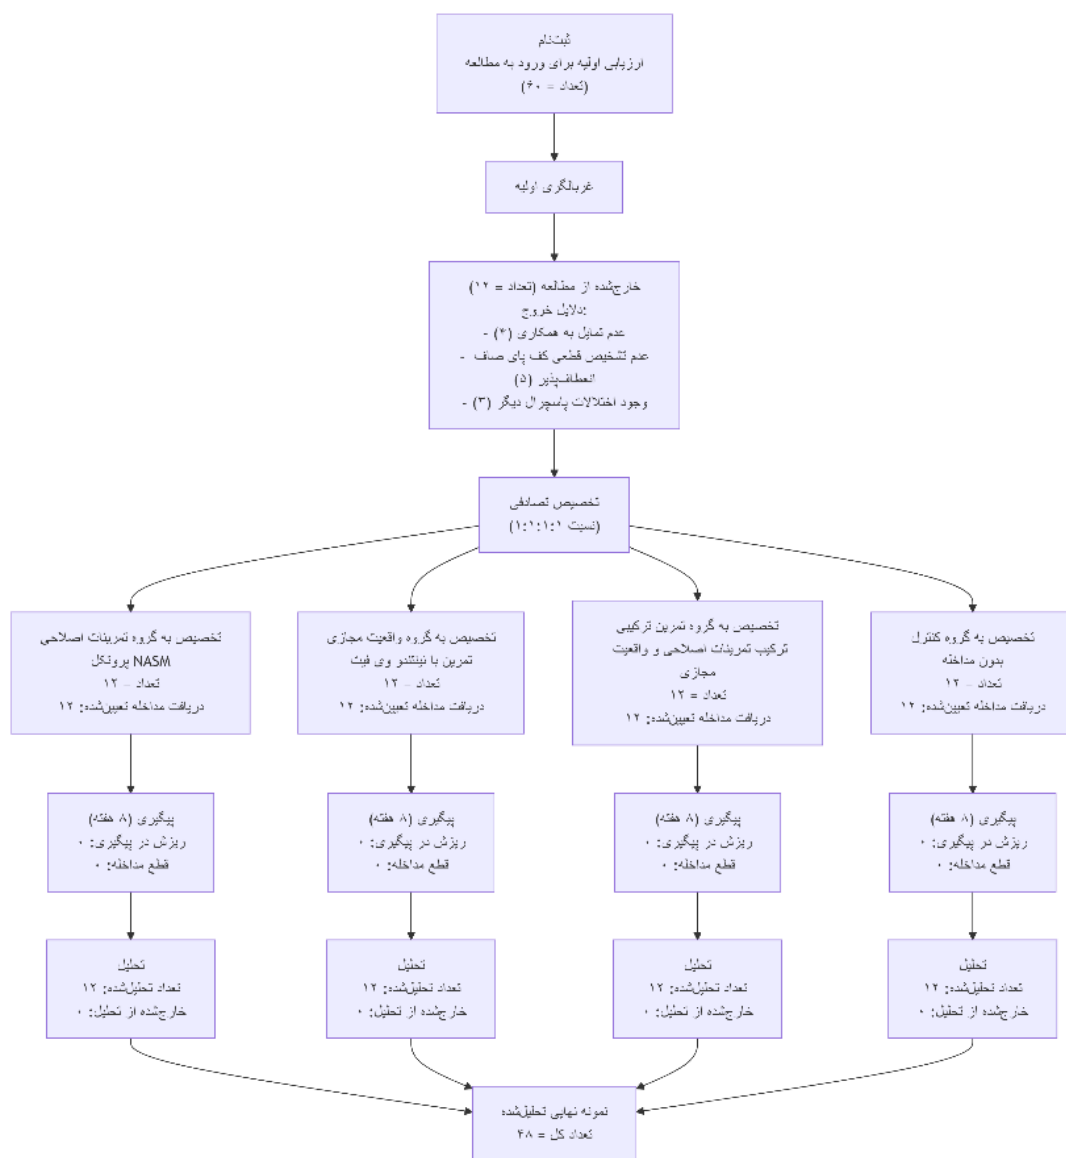 ثبت‌نام
ارزیابی اولیه برای ورود به مطالعه
(تعداد = ۶۰)
غربالگری اولیه
خارج‌شده از مطالعه (تعداد = ۱۲)
دلایل خروج:
- عدم تمایل به همکاری (۴)
- عدم تشخیص قطعی کف پای صاف
انعطاف‌پذیر (۵)
- وجود اختلالات پاسچرال دیگر (۳)
تخصیص تصادفی
(نسبت ۱:۱:۱:۱)
تخصیص به گروه تمرینات اصلاحی
پروتکل NASM
تعداد = ۱۲
دریافت مداخله تعیین‌شده: ۱۲
تخصیص به گروه واقعیت مجازی
تمرین با نینتندو وی فیت
تعداد = ۱۲
دریافت مداخله تعیین‌شده: ۱۲
تخصیص به گروه تمرین ترکیبی
ترکیب تمرینات اصلاحی و واقعیت
مجازی
تعداد = ۱۲
دریافت مداخله تعیین‌شده: ۱۲
تخصیص به گروه کنترل
بدون مداخله
تعداد = ۱۲
دریافت مداخله تعیین‌شده: ۱۲
پیگیری (۸ هفته)
ریزش در پیگیری: ۰
قطع مداخله: ۰
پیگیری (۸ هفته)
ریزش در پیگیری: ۰
قطع مداخله: ۰
پیگیری (۸ هفته)
ریزش در پیگیری: ۰
قطع مداخله: ۰
پیگیری (۸ هفته)
ریزش در پیگیری: ۰
قطع مداخله: ۰
تحلیل
تعداد تحلیل‌شده: ۱۲
خارج‌شده از تحلیل: ۰
تحلیل
تعداد تحلیل‌شده: ۱۲
خارج‌شده از تحلیل: ۰
تحلیل
تعداد تحلیل‌شده: ۱۲
خارج‌شده از تحلیل: ۰
تحلیل
تعداد تحلیل‌شده: ۱۲
خارج‌شده از تحلیل: ۰
نمونه نهایی تحلیل‌شده
تعداد کل = ۴۸